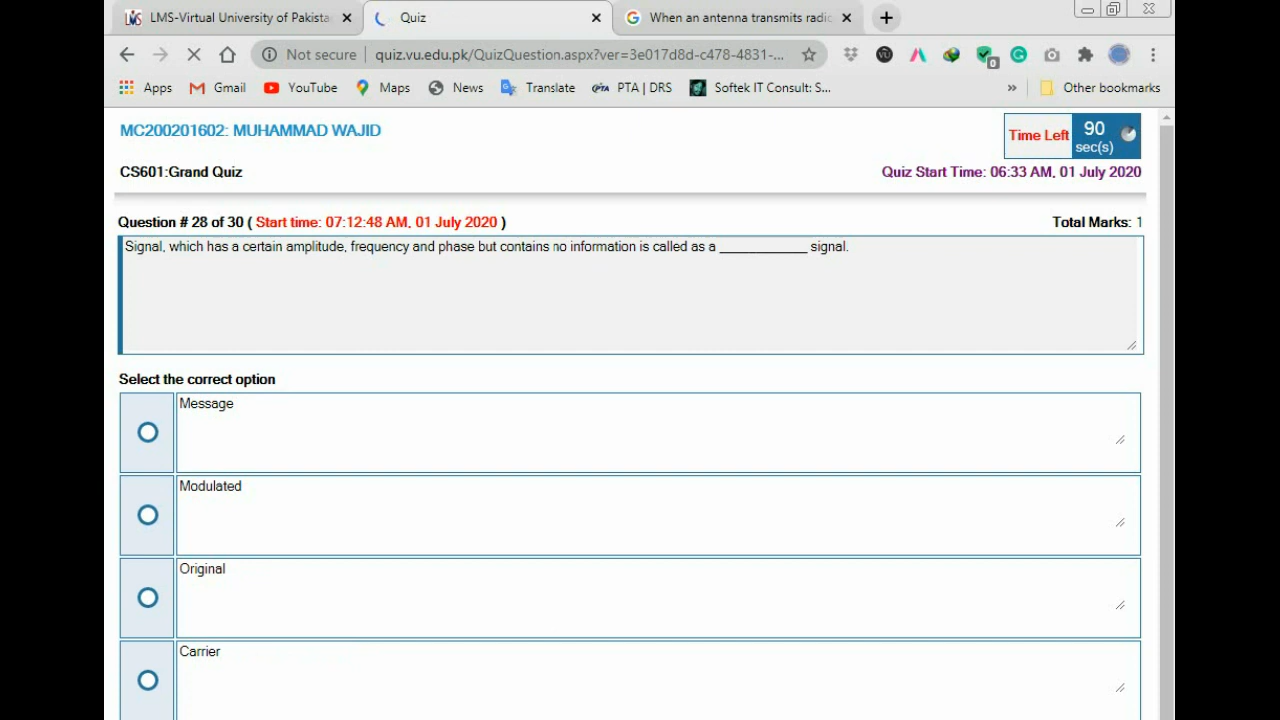 LMS-Virtual University of Pakista
Quiz
When an antenna transmits radio
Not secure
quiz.vu.edu.pk/QuizQuestion.aspx?ver=3e017d8d-c478-4831-...
Apps
Gmail
YouTube
Maps
News
Translate
PTA | DRS
Softek IT Consult: S...
»
Other bookmarks
MC200201602: MUHAMMAD WAJID
Time Left 90 sec(s)
CS601:Grand Quiz
Quiz Start Time: 06:33 AM, 01 July 2020
Question # 28 of 30 ( Start time: 07:12:48 AM, 01 July 2020 )
Total Marks: 1
Signal, which has a certain amplitude, frequency and phase but contains no information is called as a ____________ signal.
Select the correct option
Message
Modulated
Original
Carrier